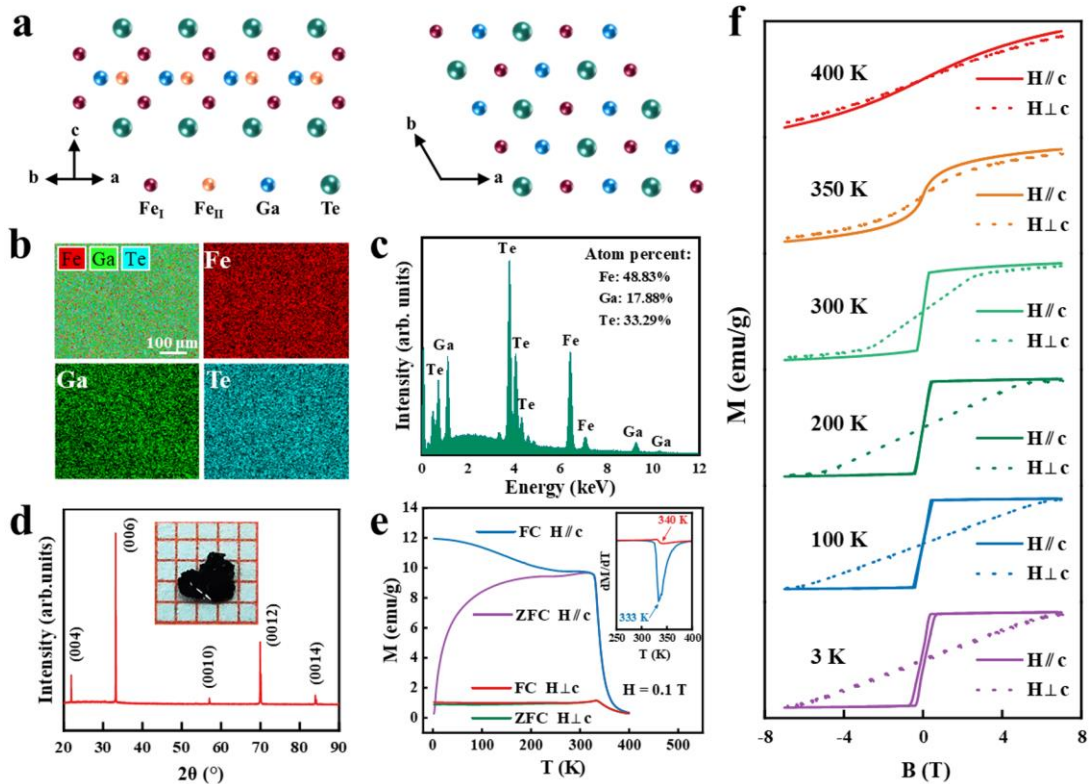 a
c
b
a
Fe_I
Fe_II
Ga
Te
b
a
b
Fe
Ga
Te
100 μm
Fe
Ga
Te
c
Intensity (arb. units)
Atom percent:
Fe: 48.83%
Ga: 17.88%
Te: 33.29%
Te
Ga
Te
Te
Te
Fe
Fe
Ga
Ga
0 2 4 6 8 10 12
Energy (keV)
d
Intensity (arb.units)
(004)
(006)
(0010)
(0012)
(0014)
20 30 40 50 60 70 80 90
2θ (°)
e
M (emu/g)
14
12
10
8
6
4
2
0
FC H//c
ZFC H//c
FC H⊥c
ZFC H⊥c
H = 0.1 T
340 K
333 K
dM/dT
250 300 350 400
T (K)
0 100 200 300 400 500
T (K)
f
M (emu/g)
400 K
H // c
H⊥c
350 K
H // c
H⊥c
300 K
H // c
H⊥c
200 K
H // c
H⊥c
100 K
H // c
H⊥c
3 K
H // c
H⊥c
-8 -4 0 4 8
B (T)